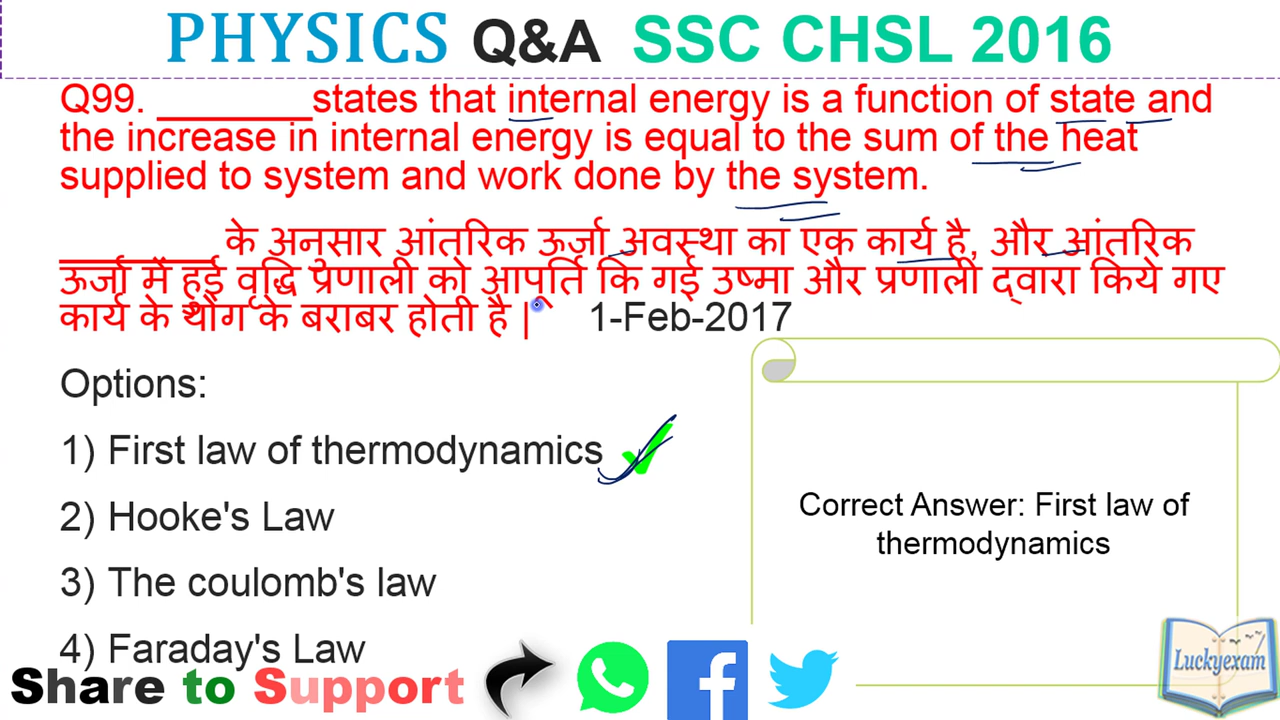 PHYSICS Q&A SSC CHSL 2016
Q99. _______states that internal energy is a function of state and
the increase in internal energy is equal to the sum of the heat
supplied to system and work done by the system.
_______ के अनुसार आंतरिक ऊर्जा अवस्था का एक कार्य है, और आंतरिक
ऊर्जा में हुई वृद्धि प्रणाली को आपूर्ति कि गई उष्मा और प्रणाली द्वारा किये गए
कार्य के थोग के बराबर होती है | 1-Feb-2017
Options:
1) First law of thermodynamics
2) Hooke's Law
3) The coulomb's law
4) Faraday's Law
Correct Answer: First law of
thermodynamics
Share to Support
Luckyexam